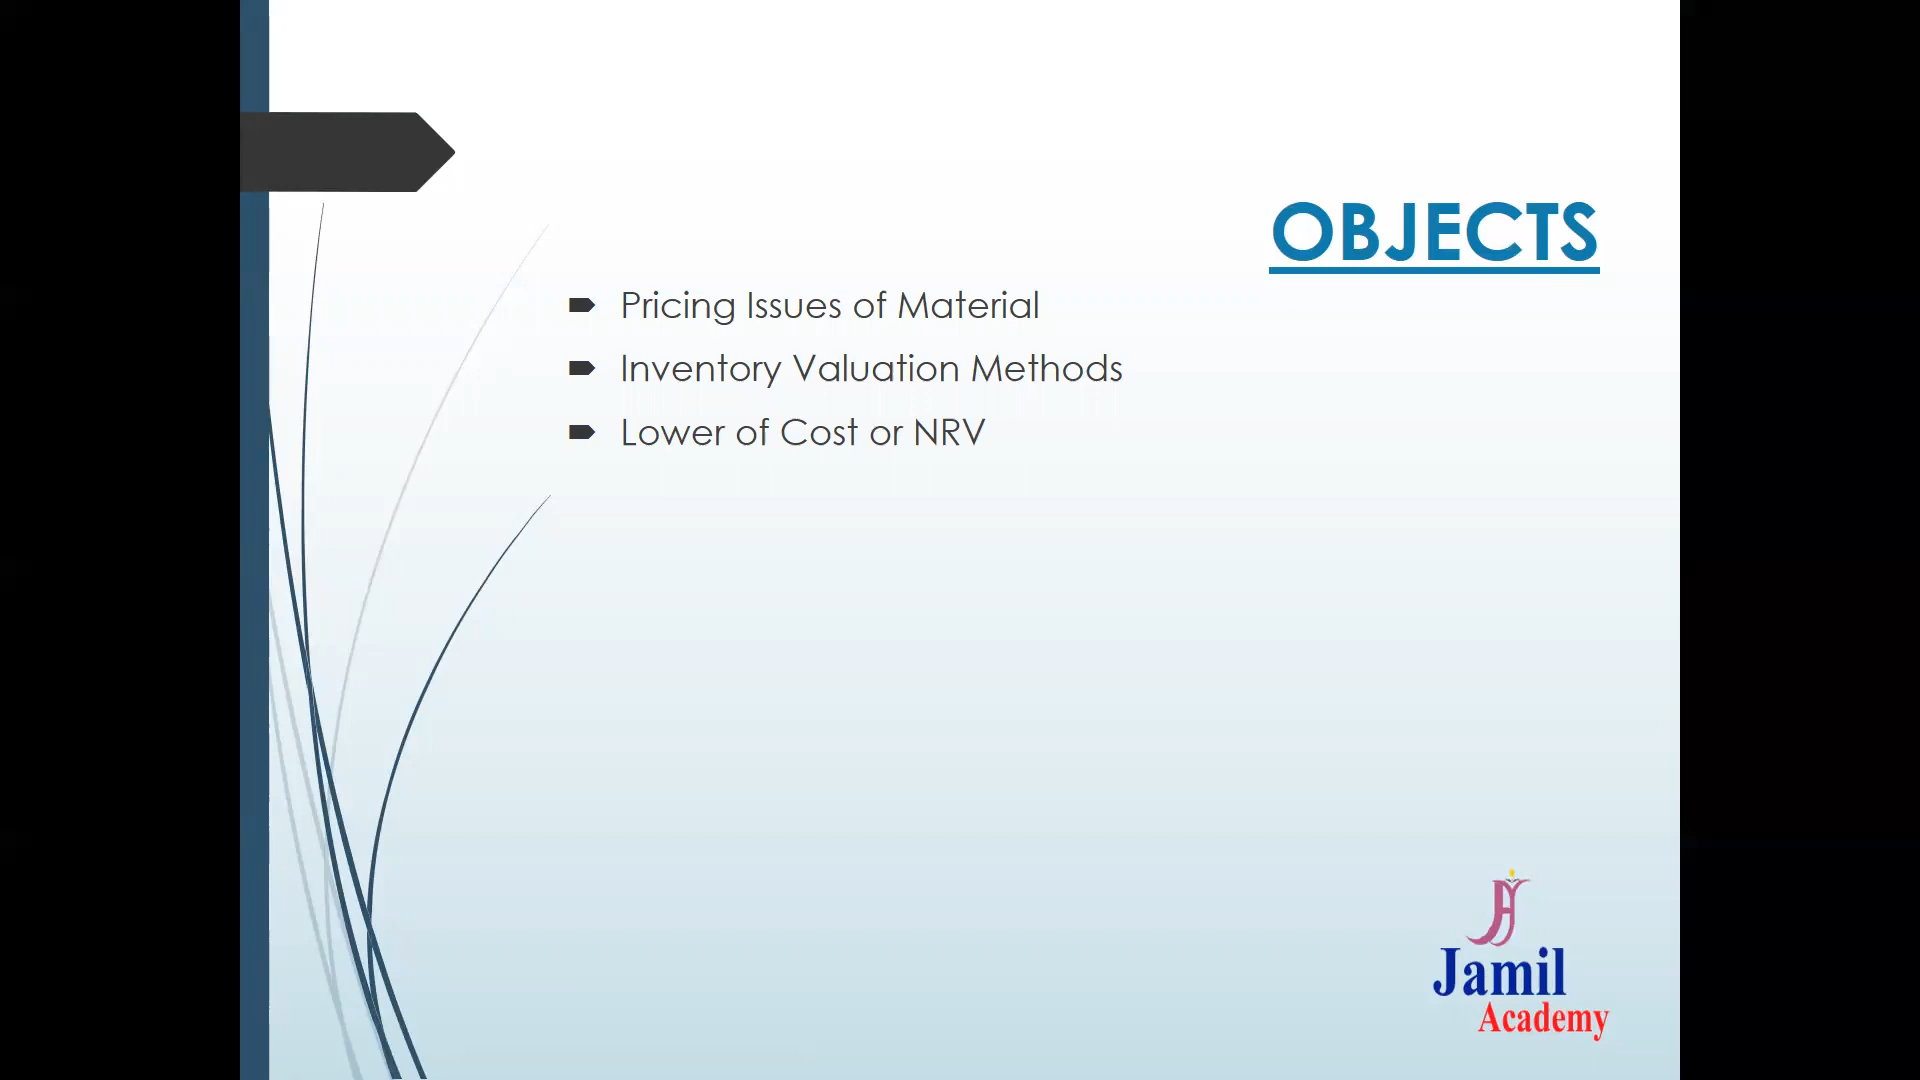 OBJECTS
Pricing Issues of Material
Inventory Valuation Methods
Lower of Cost or NRV
Jamil
Academy